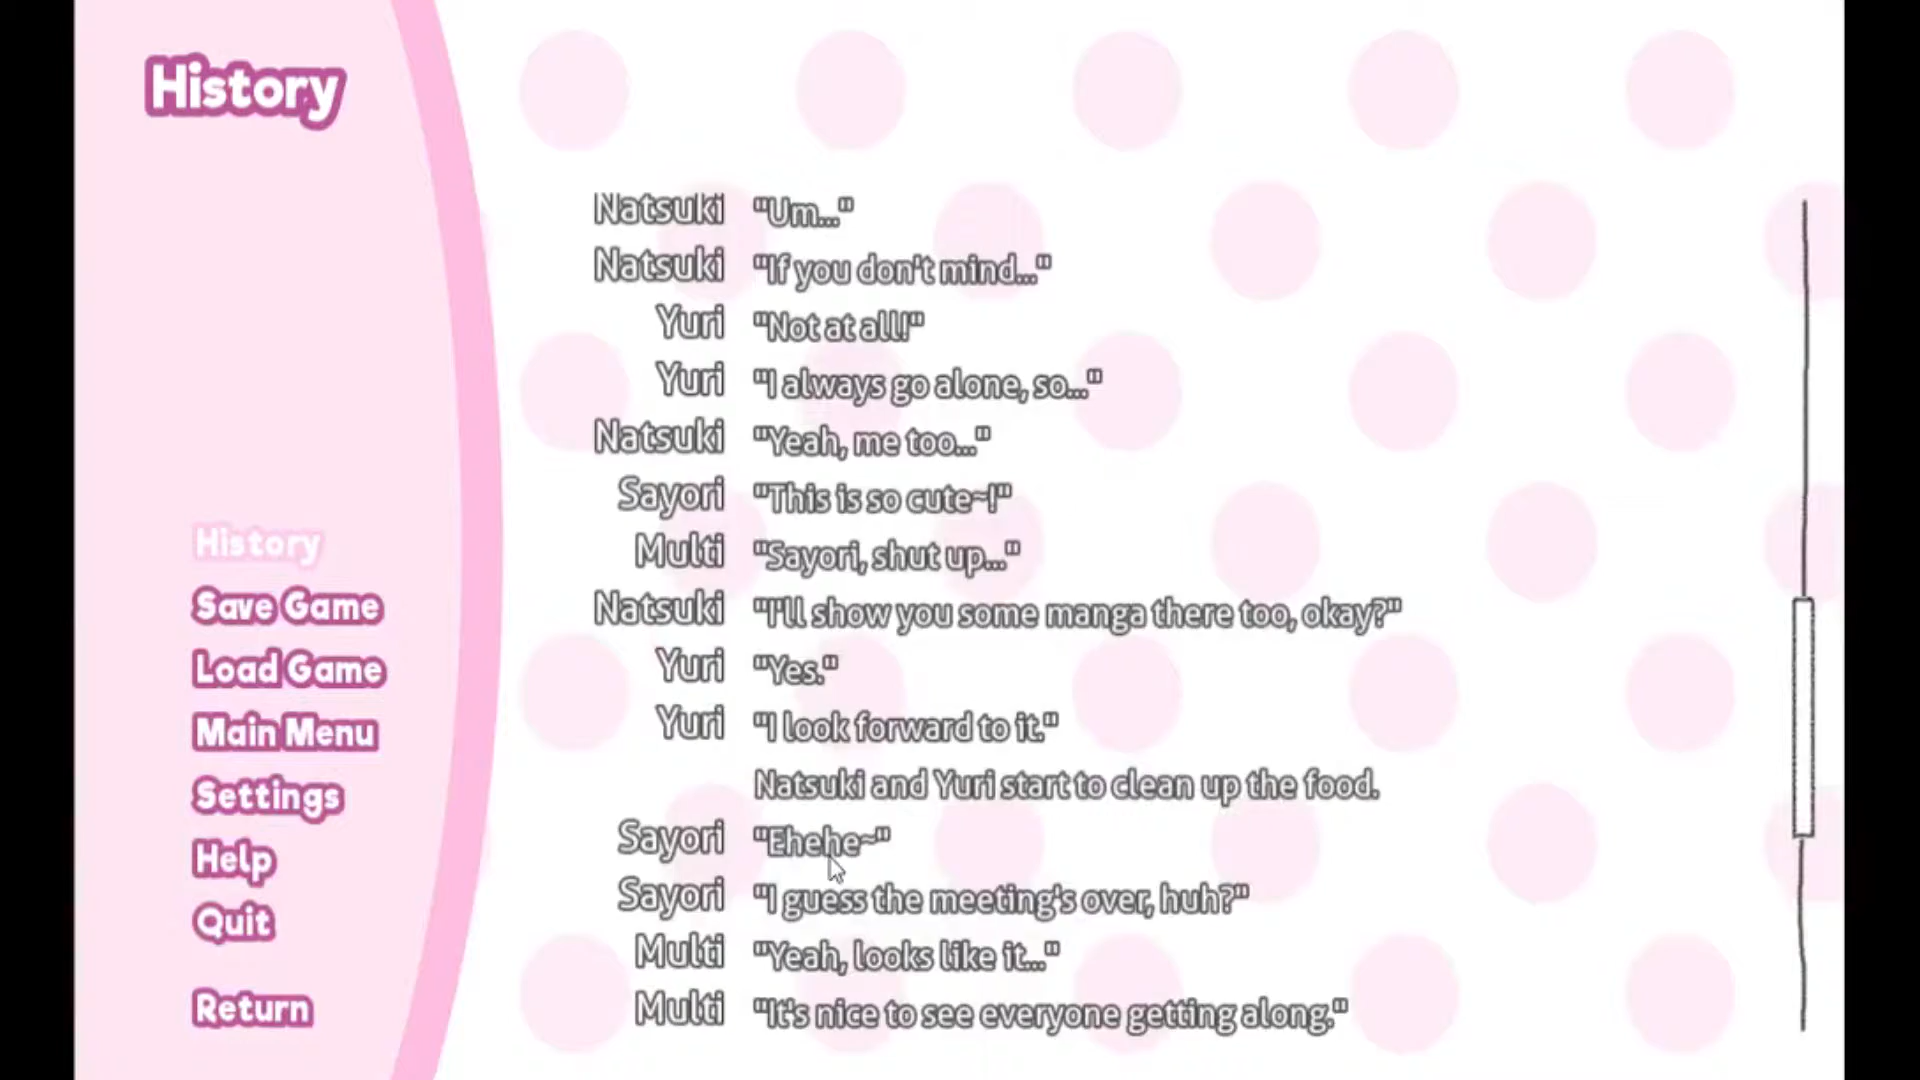 History
Natsuki "Um..."
Natsuki "If you don't mind..."
Yuri "Not at all!"
Yuri "I always go alone, so..."
Natsuki "Yeah, me too..."
Sayori "This is so cute~!"
Multi "Sayori, shut up..."
Natsuki "I'll show you some manga there too, okay?"
Yuri "Yes."
Yuri "I look forward to it."
Natsuki and Yuri start to clean up the food.
Sayori "Ehehe~"
Sayori "I guess the meeting's over, huh?"
Multi "Yeah, looks like it..."
Multi "It's nice to see everyone getting along."
History
Save Game
Load Game
Main Menu
Settings
Help
Quit
Return